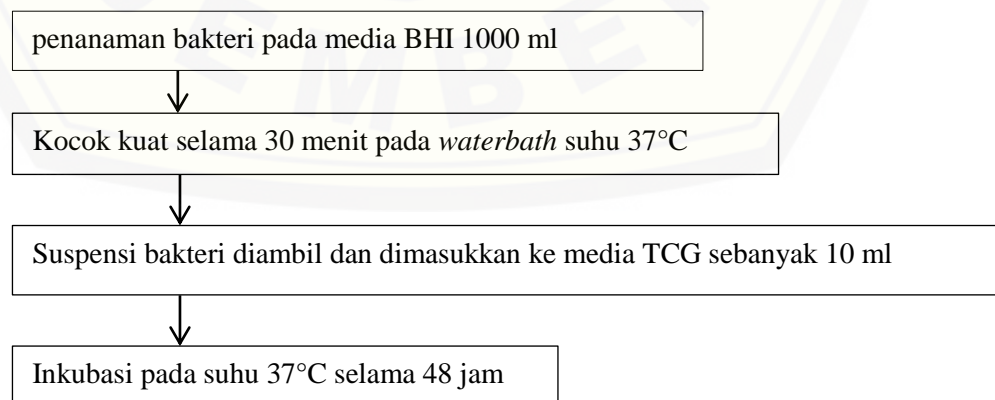 penanaman bakteri pada media BHI 1000 ml
Kocok kuat selama 30 menit pada waterbath suhu 37°C
Suspensi bakteri diambil dan dimasukkan ke media TCG sebanyak 10 ml
Inkubasi pada suhu 37°C selama 48 jam